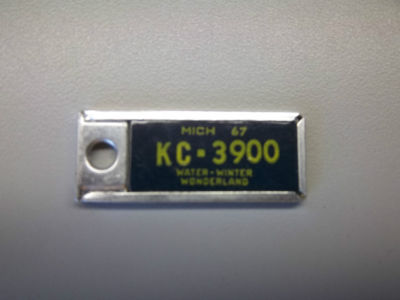 MICH 67
KC-3900
WATER-WINTER
WONDERLAND